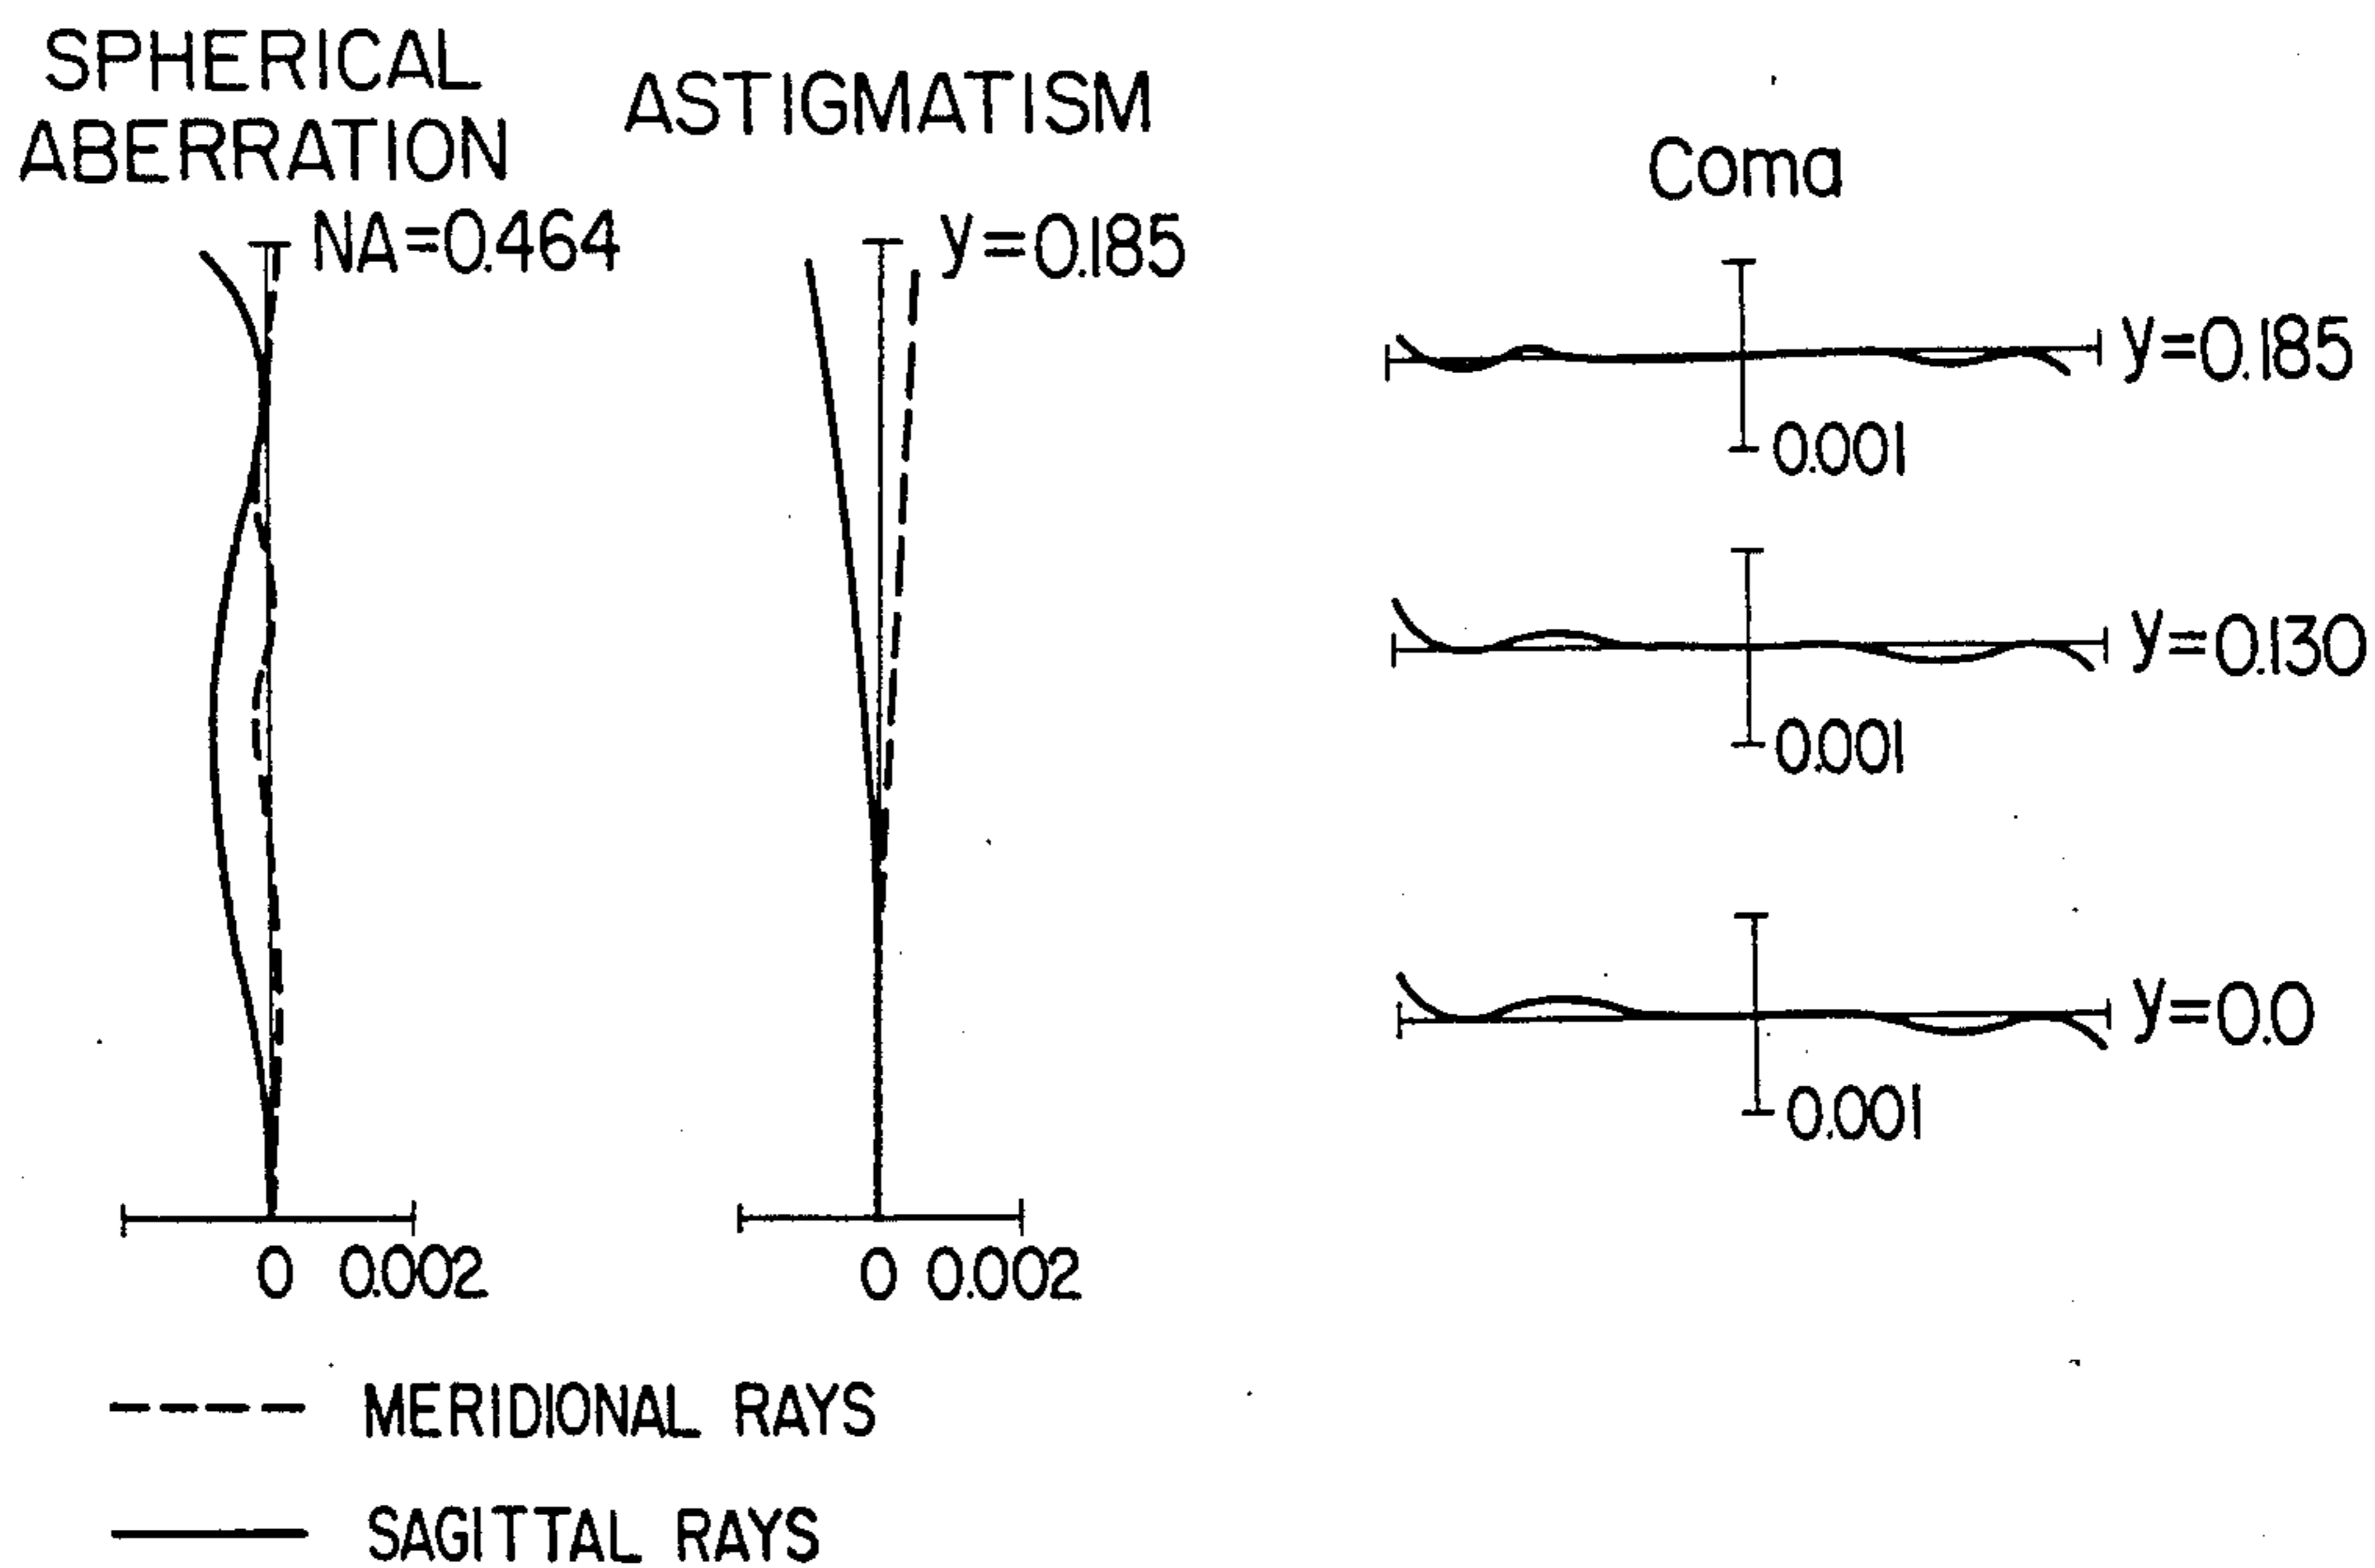 SPHERICAL
ABERRATION
NA=0.464
0 0.002
ASTIGMATISM
y=0.185
0 0.002
Coma
y=0.185
0.001
y=0.130
0.001
y=0.0
0.001
MERIDIONAL RAYS
SAGITTAL RAYS